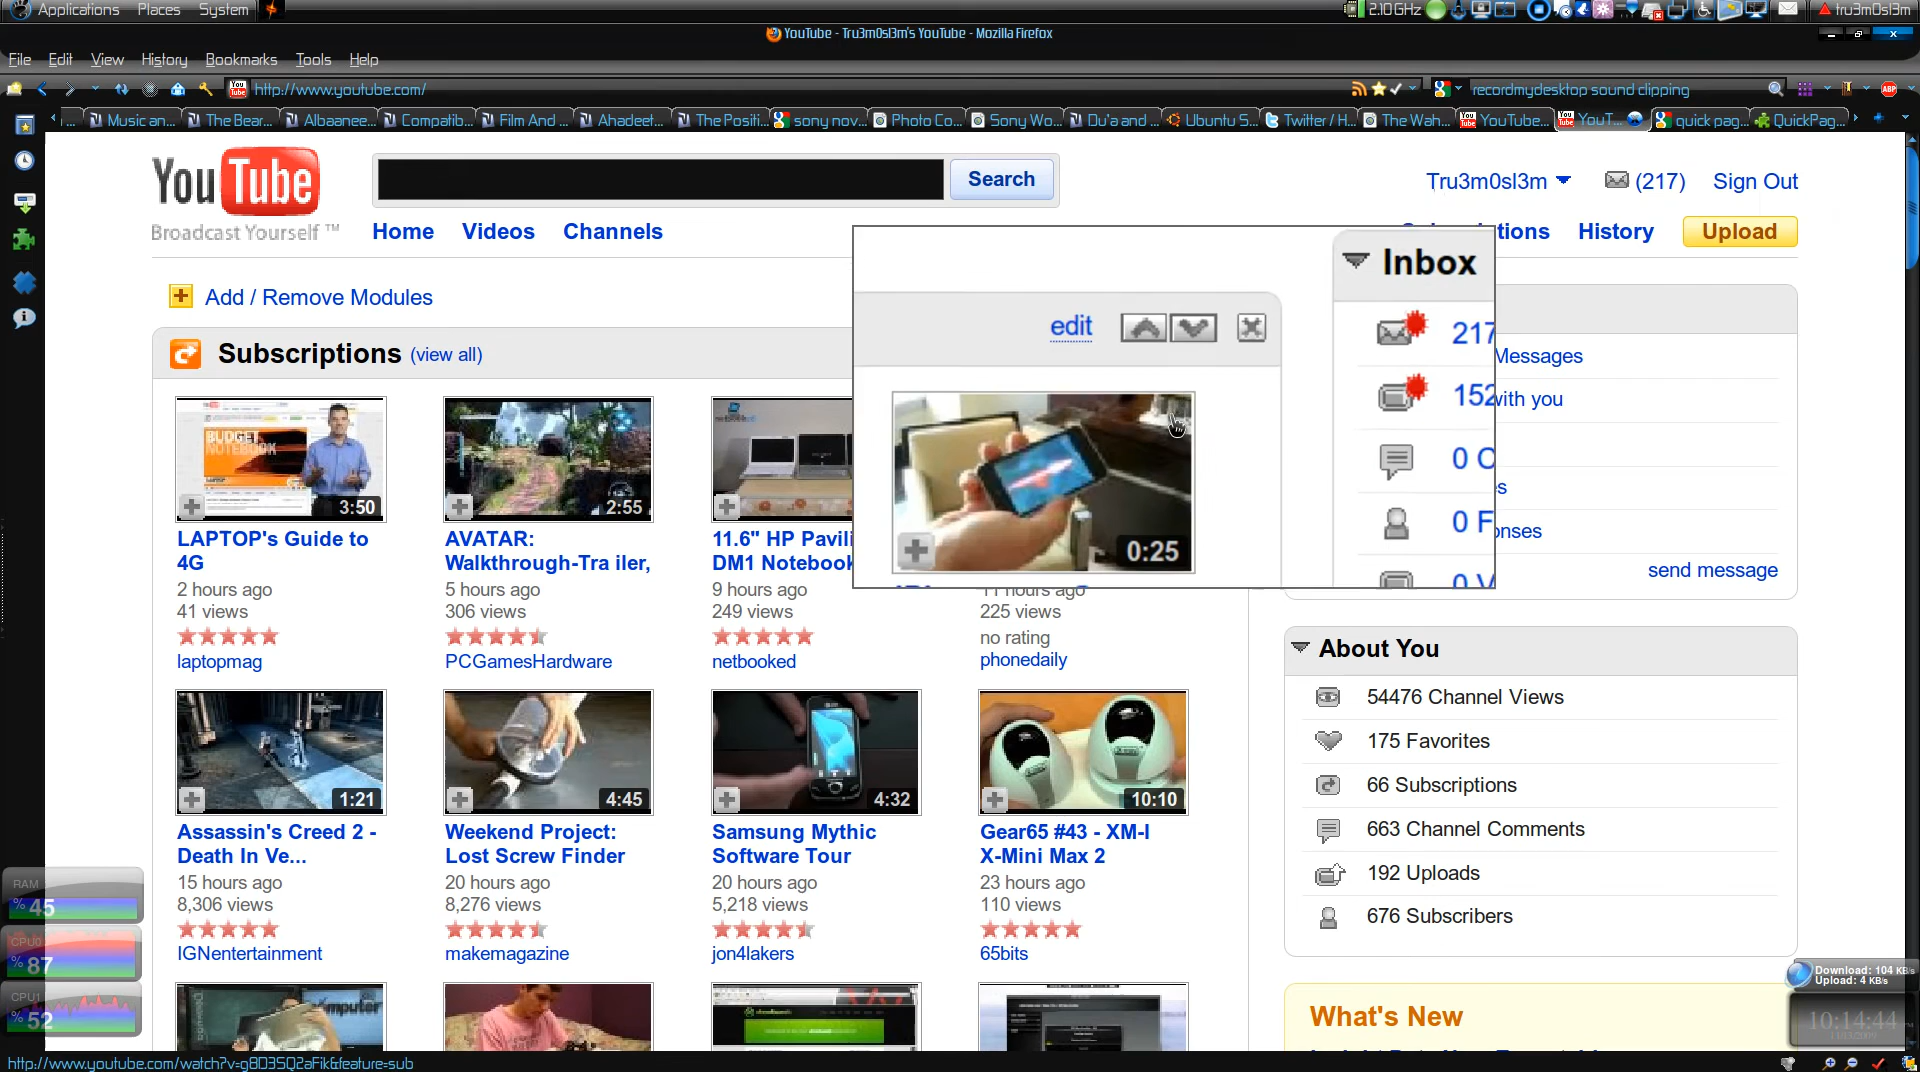 Applications Places System
2.10 GHz
tru3m0sl3m
YouTube - Tru3m0sl3m's YouTube - Mozilla Firefox
File Edit View History Bookmarks Tools Help
http://www.youtube.com/
recordmydesktop sound clipping
... Music an... The Bear... Albaanee... Compatib... Film And ... Ahadeet... The Positi... sony nov... Photo Co... Sony Wo... Du'a and ... Ubuntu S... Twitter / H... The Wah... YouTube... YouT... quick pag... QuickPag...
YouTube
Broadcast Yourself ™
Search
Tru3m0sl3m (217) Sign Out
Home Videos Channels
tions History Upload
Add / Remove Modules
Subscriptions (view all)
edit
Inbox
217
Messages
152
with you
0 C
0 F
onses
0 V
send message
0:25
BUDGET
NOTEBOOK
3:50
2:55
LAPTOP's Guide to
4G
2 hours ago
41 views
laptopmag
AVATAR:
Walkthrough-Tra iler,
5 hours ago
306 views
PCGamesHardware
11.6" HP Pavili
DM1 Notebook
9 hours ago
249 views
netbooked
11 hours ago
225 views
no rating
phonedaily
1:21
4:45
4:32
10:10
Assassin's Creed 2 -
Death In Ve...
15 hours ago
8,306 views
IGNentertainment
Weekend Project:
Lost Screw Finder
20 hours ago
8,276 views
makemagazine
Samsung Mythic
Software Tour
20 hours ago
5,218 views
jon4lakers
Gear65 #43 - XM-I
X-Mini Max 2
23 hours ago
110 views
65bits
About You
54476 Channel Views
175 Favorites
66 Subscriptions
663 Channel Comments
192 Uploads
676 Subscribers
What's New
RAM
% 45
CPU0
% 87
CPU1
% 52
Download: 104 KB/s
Upload: 4 KB/s
10:14:44
http://www.youtube.com/watch?v=g8D3SQ2aFik&feature=sub